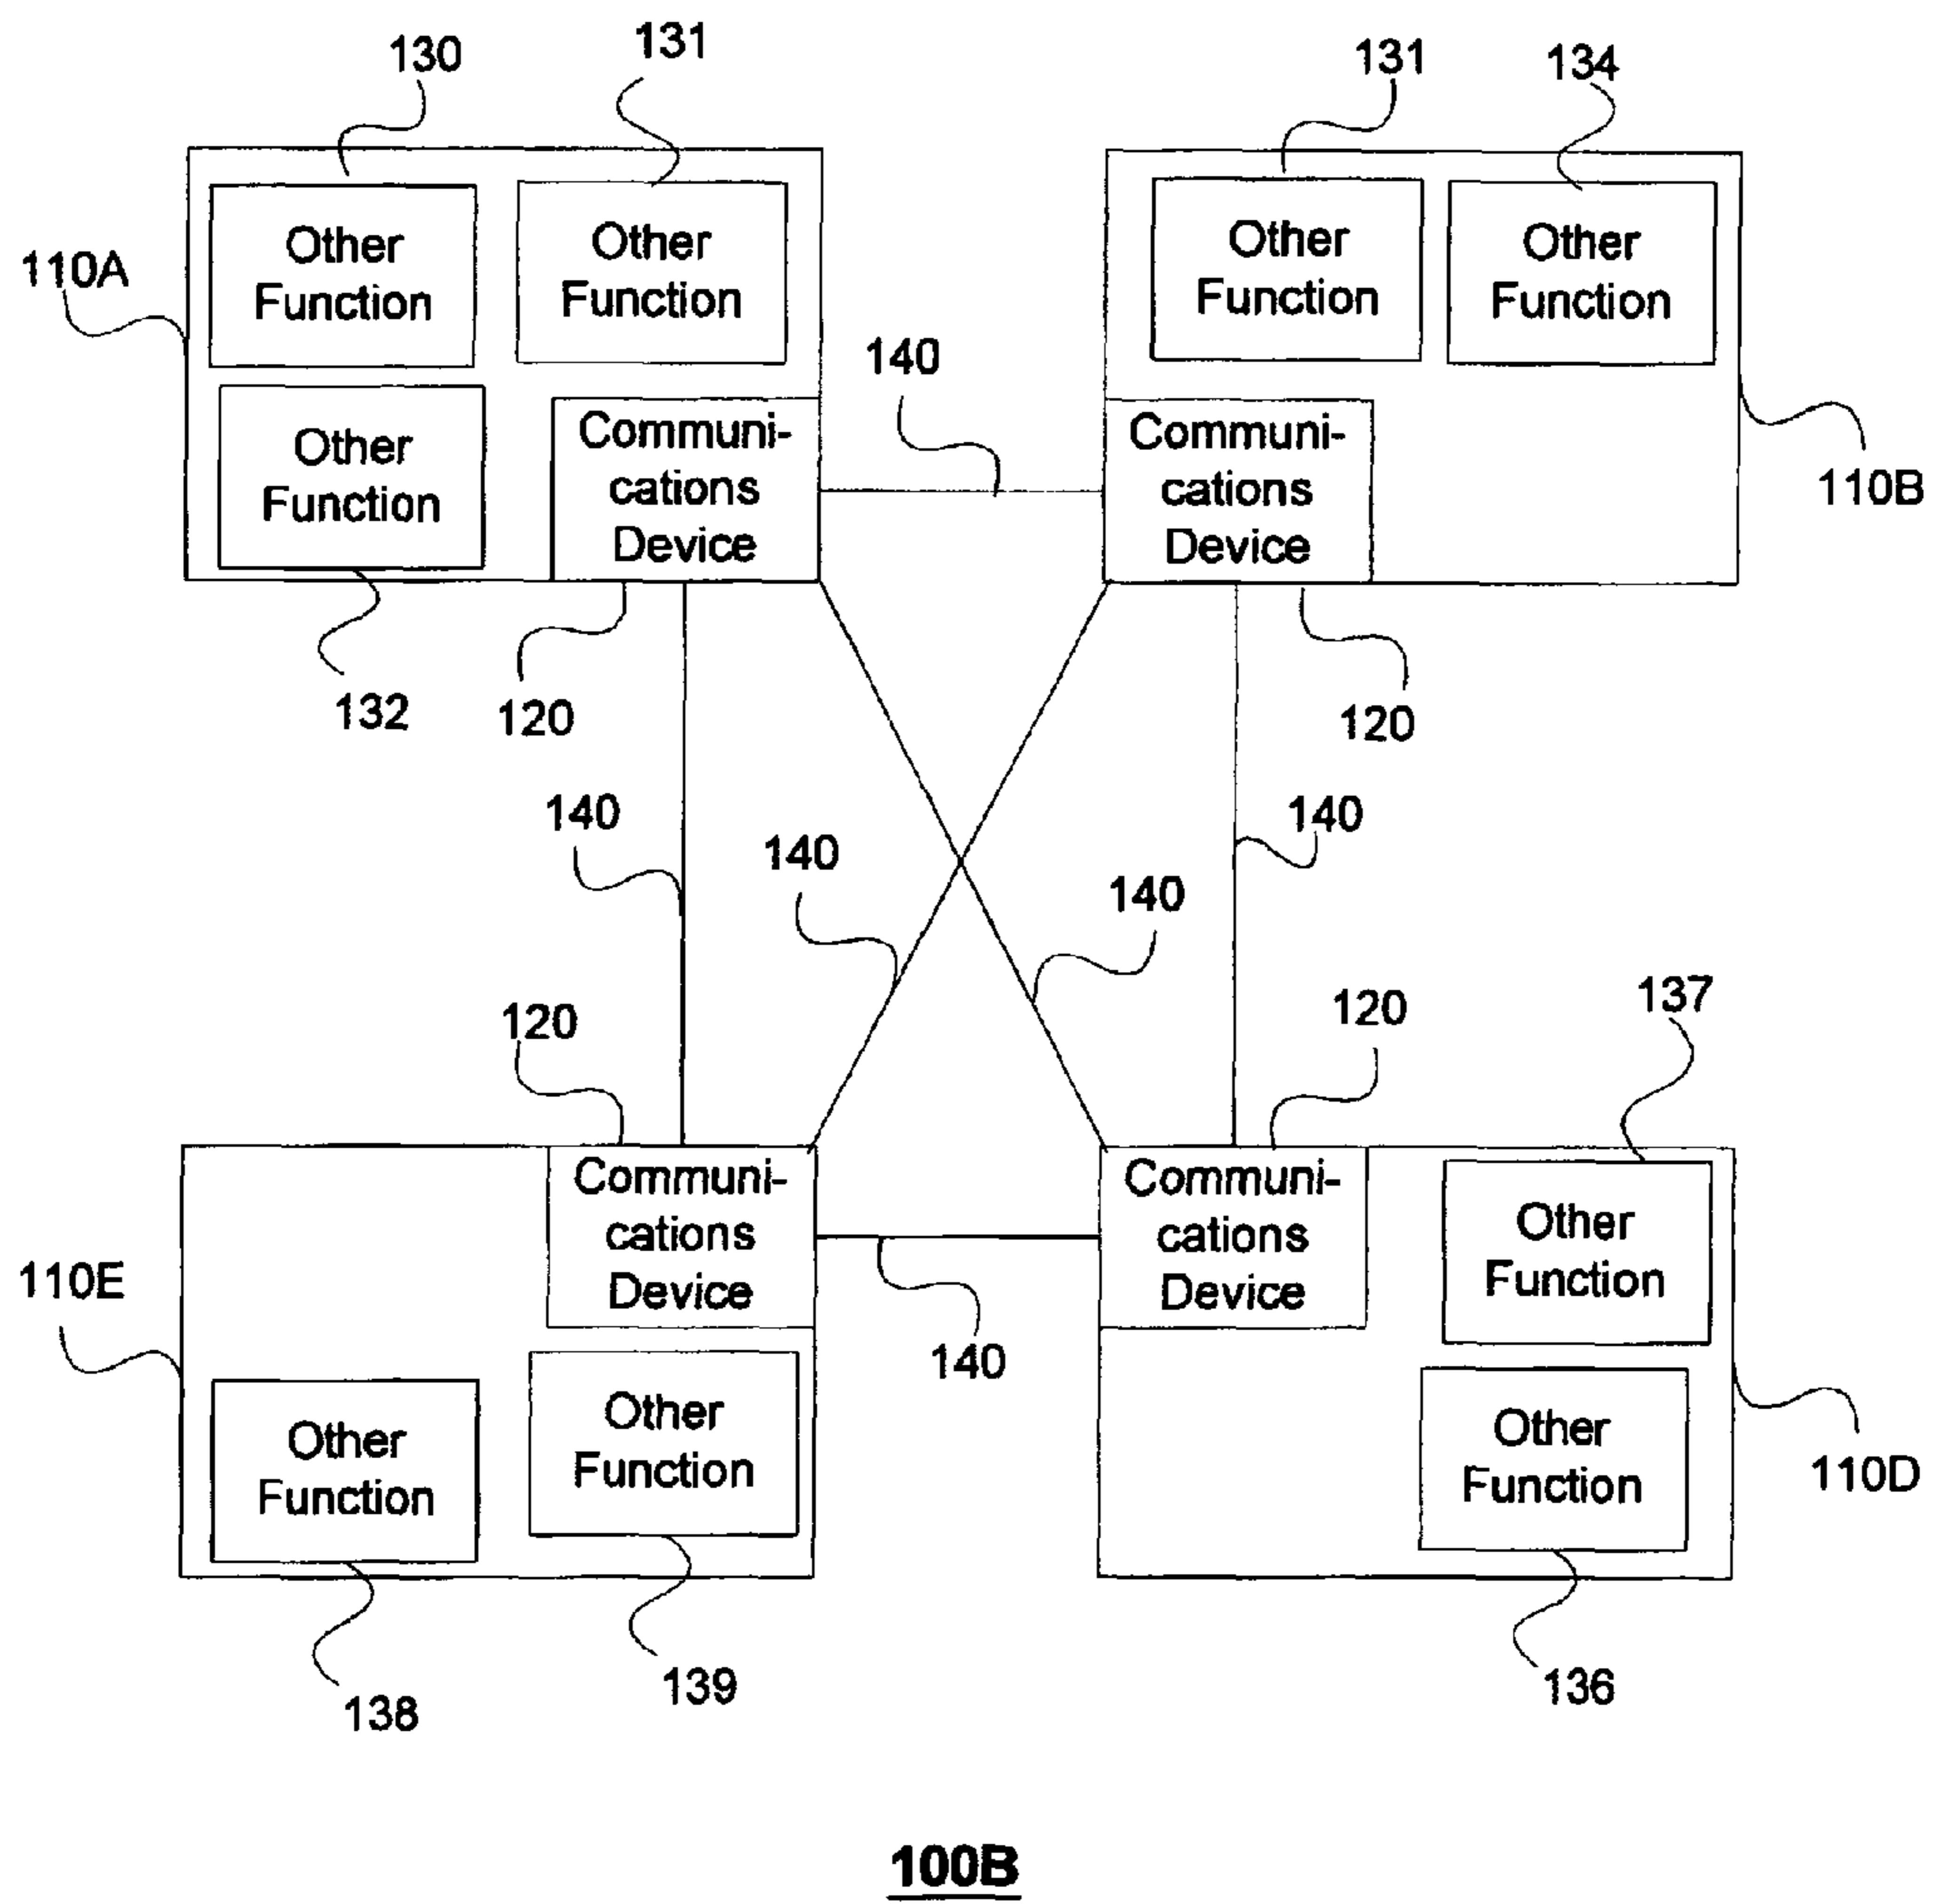 130
131
131
134
110A
Other
Function
Other
Function
Other
Function
Other
Function
140
Other
Function
Communi-
cations
Device
Communi-
cations
Device
110B
132
120
120
140
140
140
140
120
120
137
110E
Communi-
cations
Device
Communi-
cations
Device
Other
Function
140
Other
Function
Other
Function
Other
Function
110D
138
139
136
100B